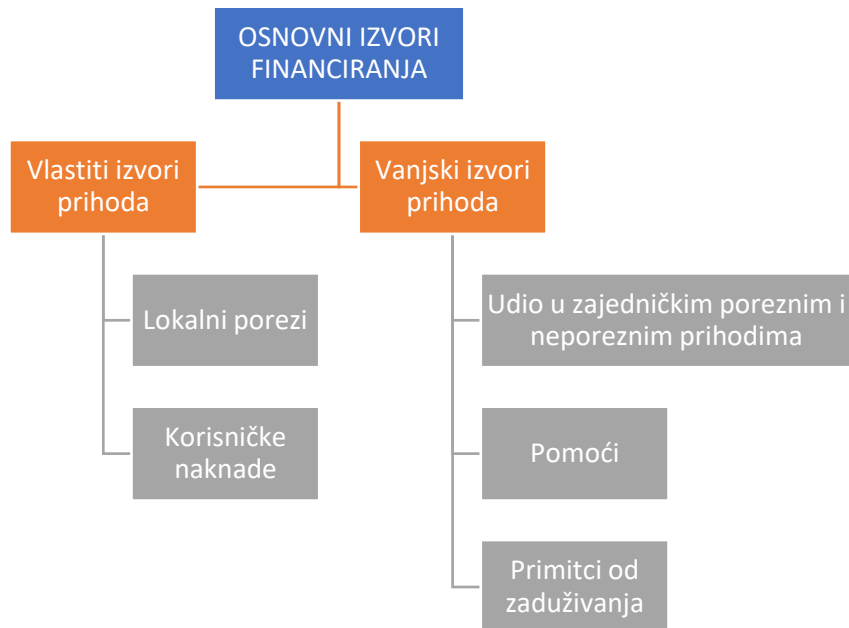 OSNOVNI IZVORI
FINANCIRANJA
Vlastiti izvori
prihoda
Vanjski izvori
prihoda
Lokalni porezi
Korisničke
naknade
Udio u zajedničkim poreznim i
neporeznim prihodima
Pomoći
Primitci od
zaduživanja